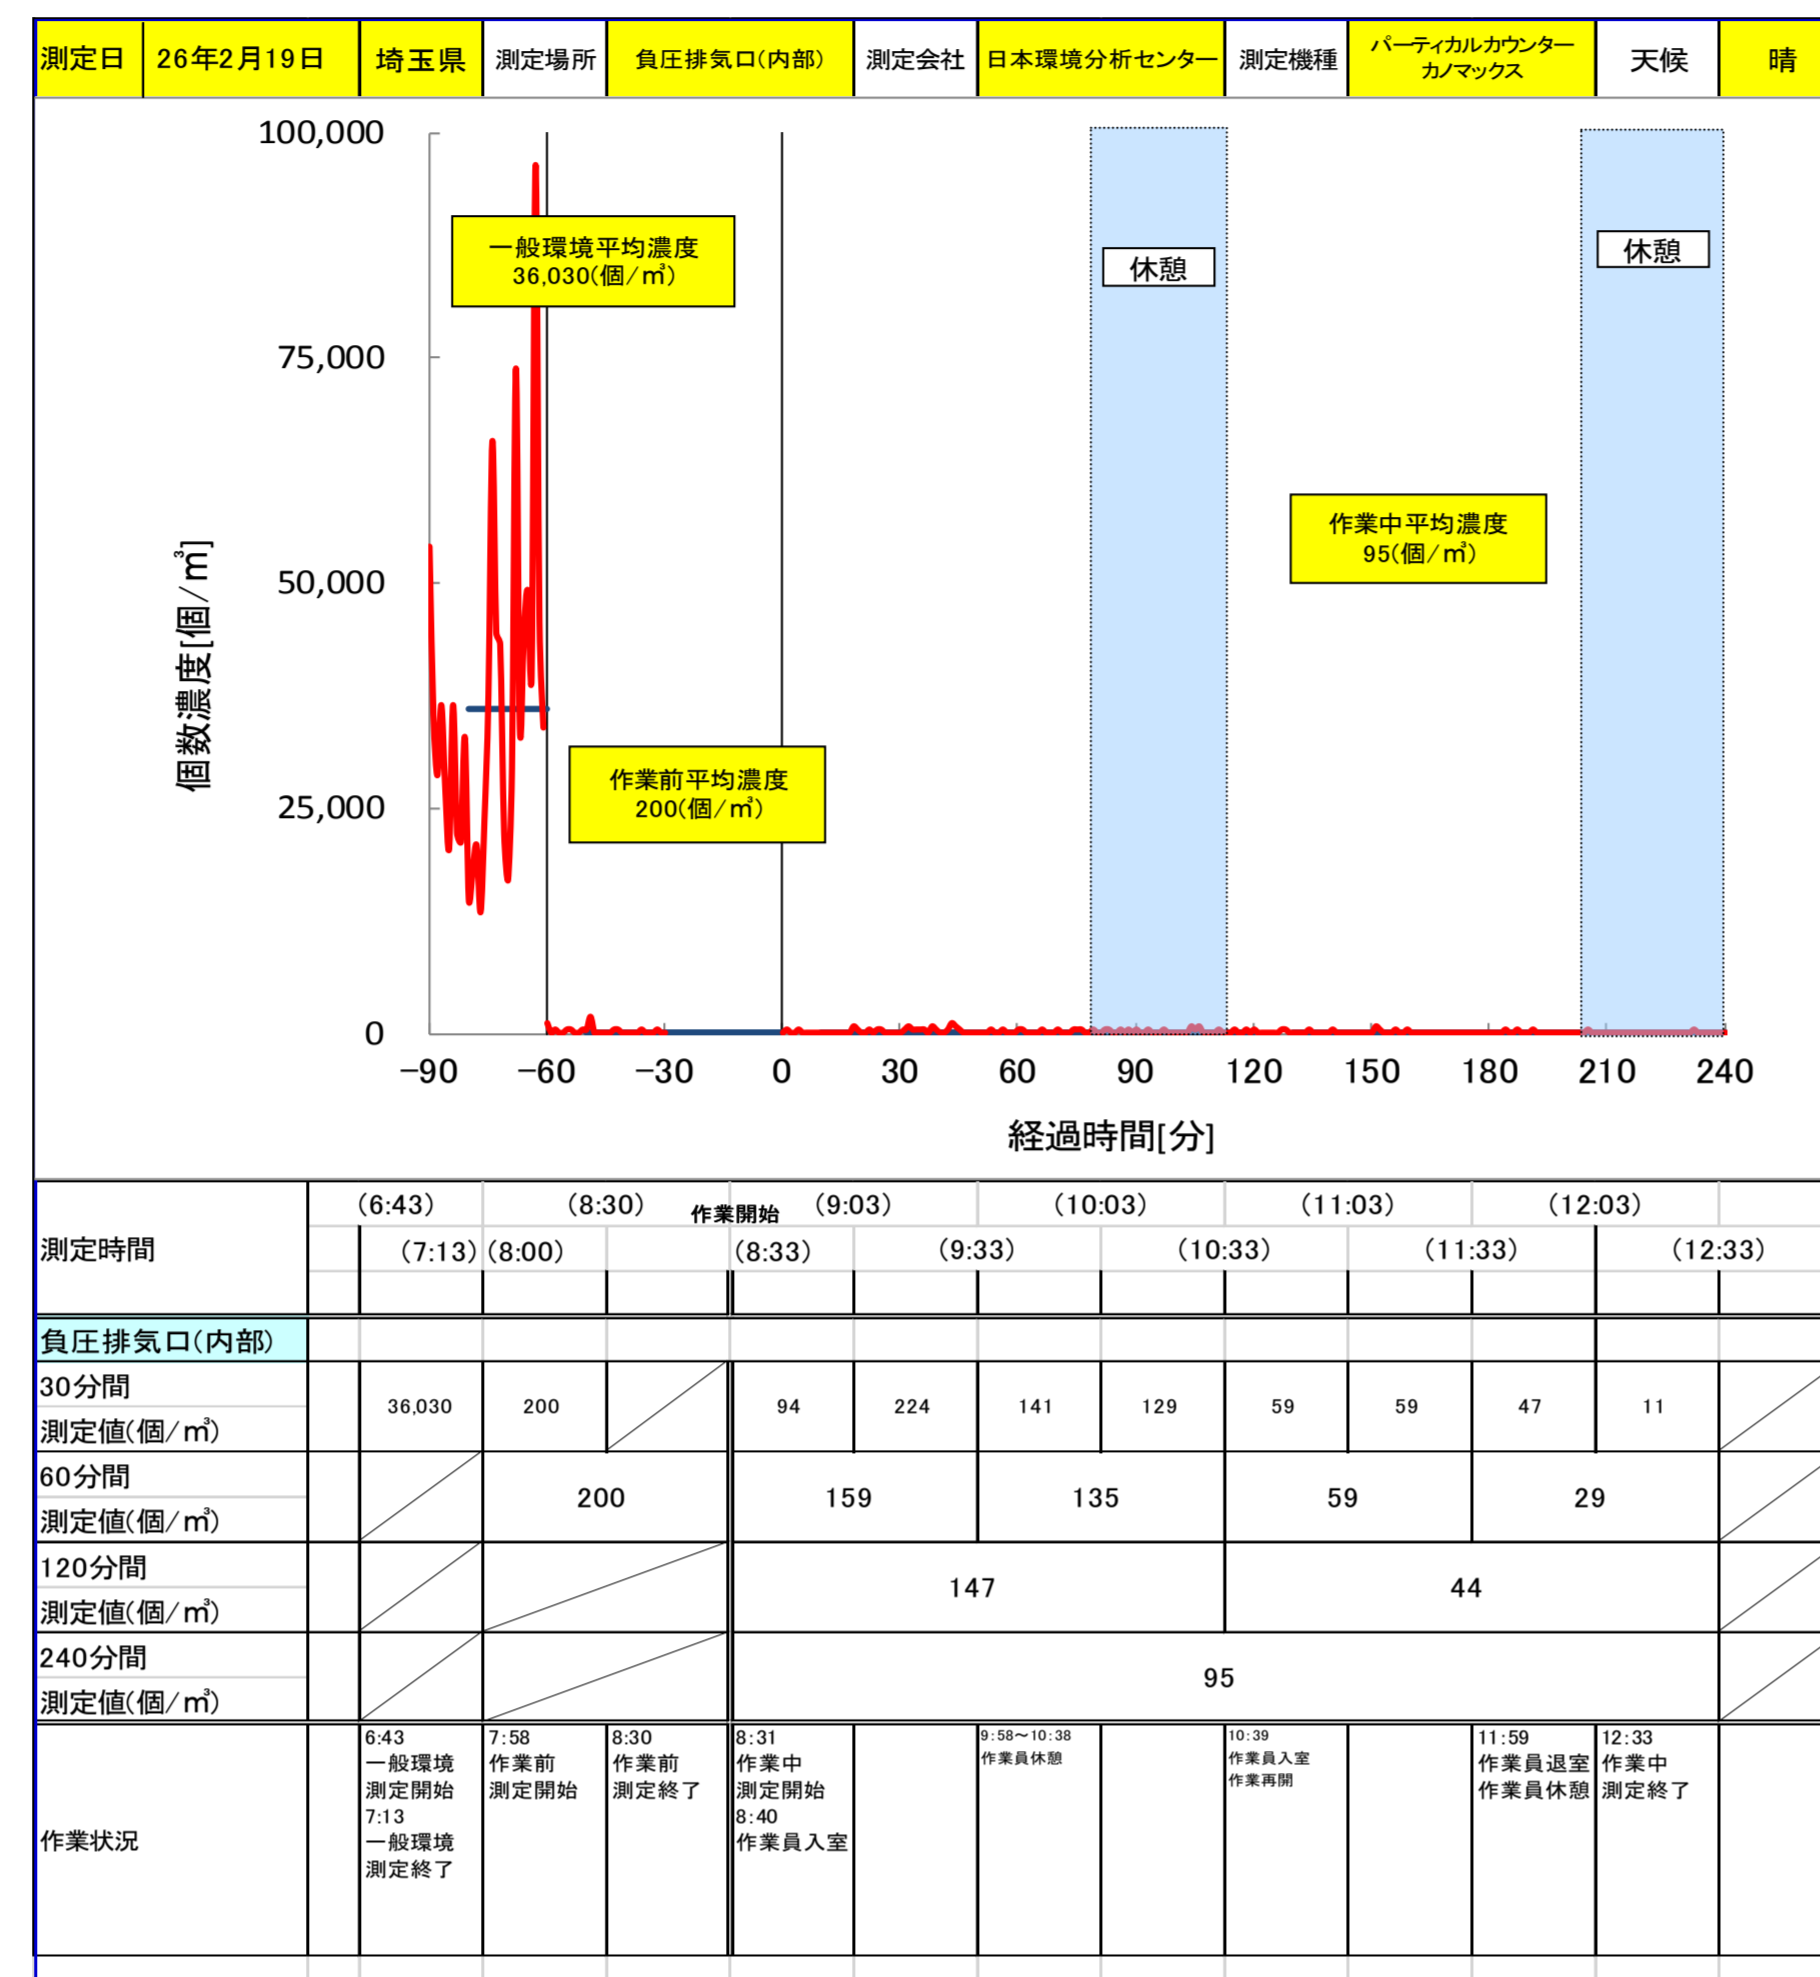 測定日 26年2月19日 埼玉県 測定場所 負圧排気口(内部) 測定会社 日本環境分析センター 測定機種 パーティカルカウンター カノマックス 天候 晴
100,000
一般環境平均濃度
36,030(個/㎥)
休憩
休憩
75,000
作業中平均濃度
95(個/㎥)
50,000
個数濃度[個/㎥]
作業前平均濃度
200(個/㎥)
25,000
0
−90 −60 −30 0 30 60 90 120 150 180 210 240
経過時間[分]
測定時間
(6:43) (8:30) 作業開始 (9:03) (10:03) (11:03) (12:03)
(7:13) (8:00) (8:33) (9:33) (10:33) (11:33) (12:33)
負圧排気口(内部)
30分間
測定値(個/㎥)
36,030 200 94 224 141 129 59 59 47 11
60分間
測定値(個/㎥)
200 159 135 59 29
120分間
測定値(個/㎥)
147 44
240分間
測定値(個/㎥)
95
作業状況
6:43
一般環境
測定開始
7:13
一般環境
測定終了
7:58
作業前
測定開始
8:30
作業前
測定終了
8:31
作業中
測定開始
8:40
作業員入室
9:58～10:38
作業員休憩
10:39
作業員入室
作業再開
11:59
作業員退室
作業員休憩
12:33
作業中
測定終了